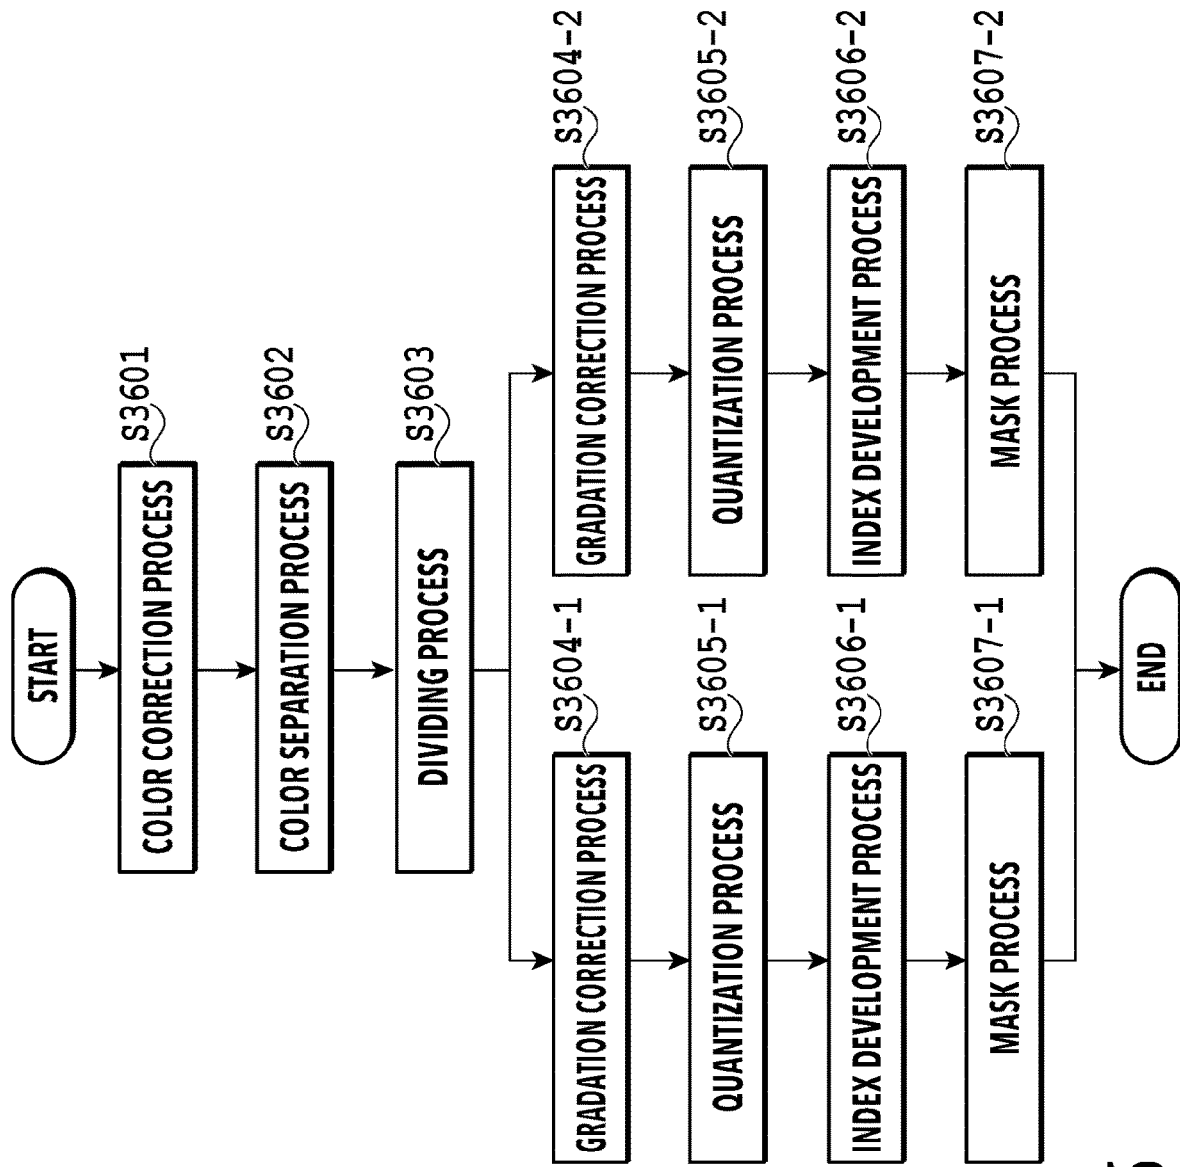 START
COLOR CORRECTION PROCESS
S3601
COLOR SEPARATION PROCESS
S3602
DIVIDING PROCESS
S3603
GRADATION CORRECTION PROCESS
S3604-1
QUANTIZATION PROCESS
S3605-1
INDEX DEVELOPMENT PROCESS
S3606-1
MASK PROCESS
S3607-1
GRADATION CORRECTION PROCESS
S3604-2
QUANTIZATION PROCESS
S3605-2
INDEX DEVELOPMENT PROCESS
S3606-2
MASK PROCESS
S3607-2
END